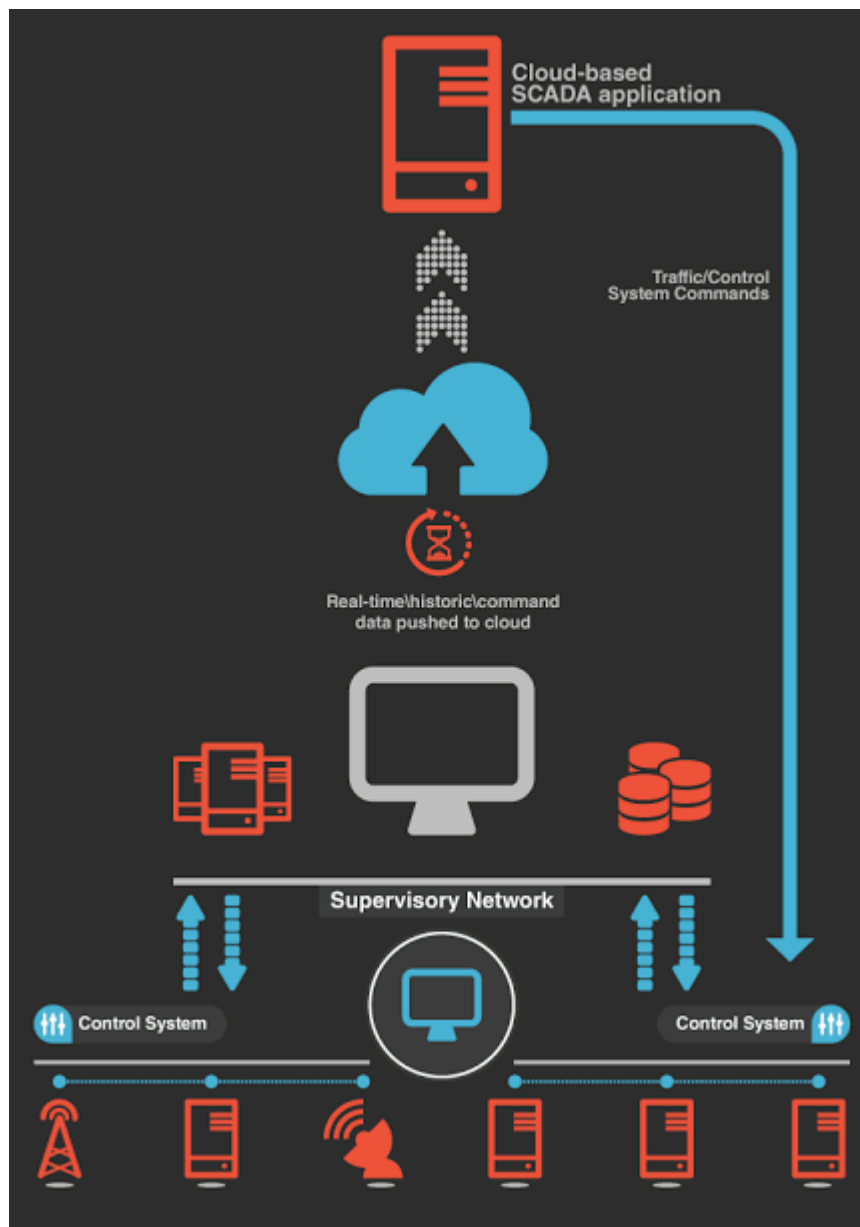 Cloud-based
SCADA application
Traffic/Control
System Commands
Real-time\historic\command
data pushed to cloud
Supervisory Network
Control System
Control System